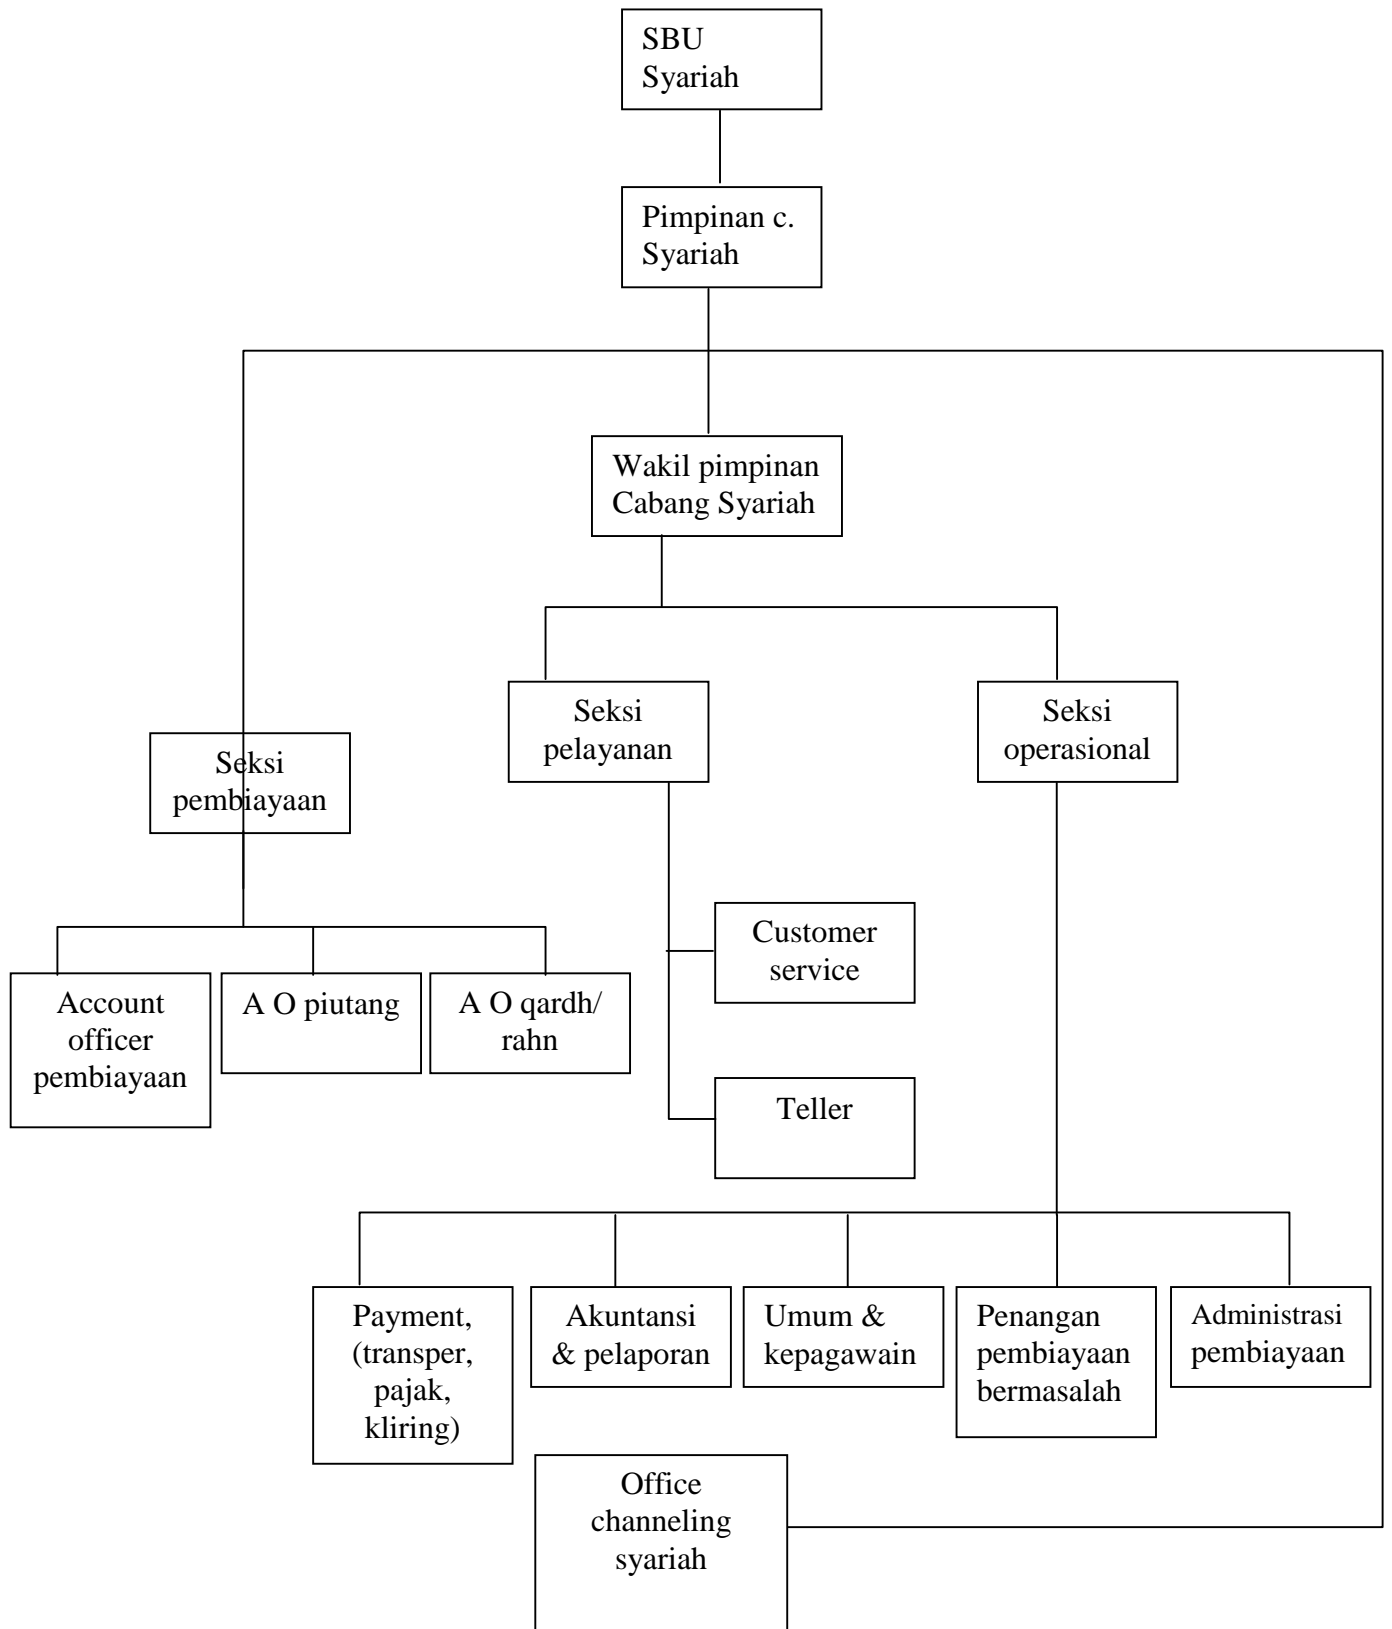 SBU
Syariah
Pimpinan c.
Syariah
Wakil pimpinan
Cabang Syariah
Seksi
pembiayaan
Seksi
pelayanan
Seksi
operasional
Account
officer
pembiayaan
A O piutang
A O qardh/
rahn
Customer
service
Teller
Payment,
(transper,
pajak,
kliring)
Akuntansi
& pelaporan
Umum &
kepagawain
Penangan
pembiayaan
bermasalah
Administrasi
pembiayaan
Office
channeling
syariah